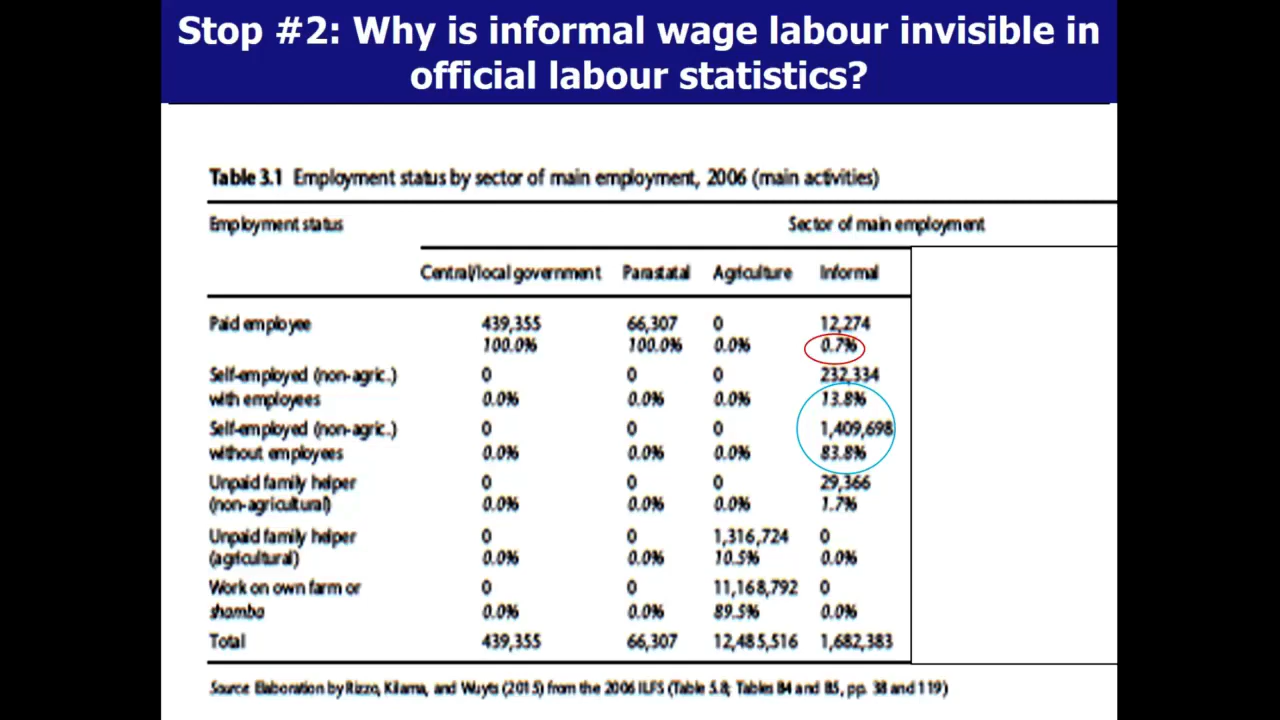 Stop #2: Why is informal wage labour invisible in
official labour statistics?
Table 3.1 Employment status by sector of main employment, 2006 (main activities)
Employment status Sector of main employment
Central/local government Parastatal Agriculture Informal
Paid employee 439,355 66,307 0 12,274
100.0% 100.0% 0.0% 0.7%
Self-employed (non-agric.) 0 0 0 232,334
with employees 0.0% 0.0% 0.0% 13.8%
Self-employed (non-agric.) 0 0 0 1,409,698
without employees 0.0% 0.0% 0.0% 83.8%
Unpaid family helper 0 0 0 29,366
(non-agricultural) 0.0% 0.0% 0.0% 1.7%
Unpaid family helper 0 0 1,316,724 0
(agricultural) 0.0% 0.0% 10.5% 0.0%
Work on own farm or 0 0 11,168,792 0
shamba 0.0% 0.0% 89.5% 0.0%
Total 439,355 66,307 12,485,516 1,682,383
Source: Elaboration by Rizzo, Kilama, and Wuyts (2015) from the 2006 ILFS (Table 5.8; Tables B4 and B5, pp. 38 and 119)